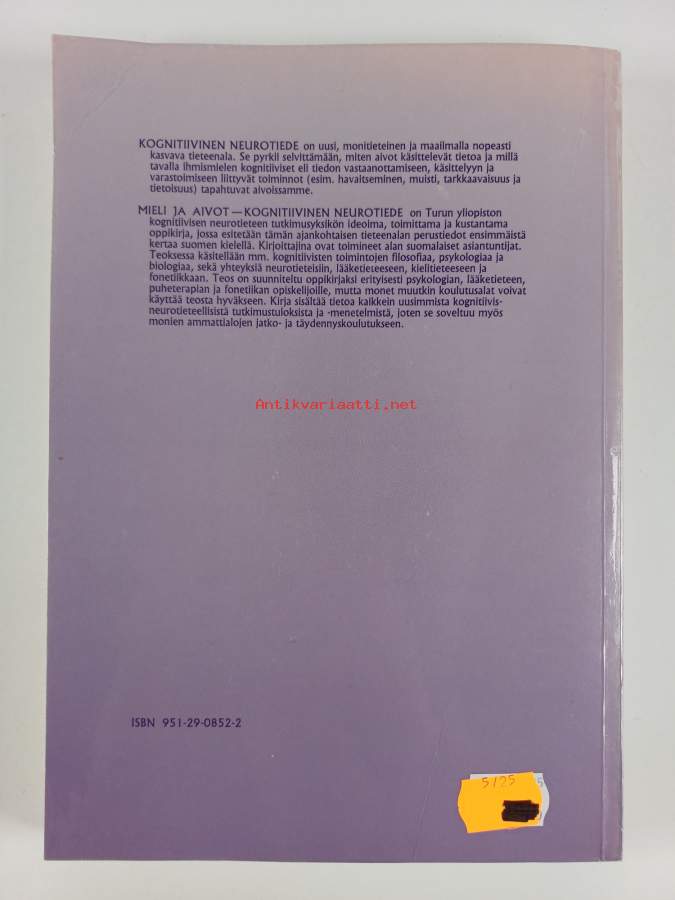 KOGNITIIVINEN NEUROTIEDE on uusi, monitieteinen ja maailmalla nopeasti
kasvava tieteenala. Se pyrkii selvittämään, miten aivot käsittelevät tietoa ja millä
tavalla ihmismielen kognitiiviset eli tiedon vastaanottamiseen, käsittelyyn ja
varastoimiseen liittyvät toiminnot (esim. havaitseminen, muisti, tarkkaavaisuus ja
tietoisuus) tapahtuvat aivoissamme.
MIELI JA AIVOT — KOGNITIIVINEN NEUROTIEDE on Turun yliopiston
kognitiivisen neurotieteen tutkimusyksikön ideoima, toimittama ja kustantama
oppikirja, jossa esitetään tämän ajankohtaisen tieteenalan perustiedot ensimmäistä
kertaa suomen kielellä. Kirjoittajina ovat toimineet alan suomalaiset asiantuntijat.
Teoksessa käsitellään mm. kognitiivisten toimintojen filosofiaa, psykologiaa ja
biologiaa, sekä yhteyksiä neurotieteisiin, lääketieteeseen, kielitieteeseen ja
fonetiikkaan. Teos on suunniteltu oppikirjaksi erityisesti psykologian, lääketieteen,
puheterapian ja fonetiikan opiskelijoille, mutta monet muutkin koulutusalat voivat
käyttää teosta hyväkseen. Kirja sisältää tietoa kaikkein uusimmista kognitiivis-
neurotieteellisistä tutkimustuloksista ja -menetelmistä, joten se soveltuu myös
monien ammattialojen jatko- ja täydennyskoulutukseen.
Antikvariaatti.net
ISBN 951-29-0852-2
5/25